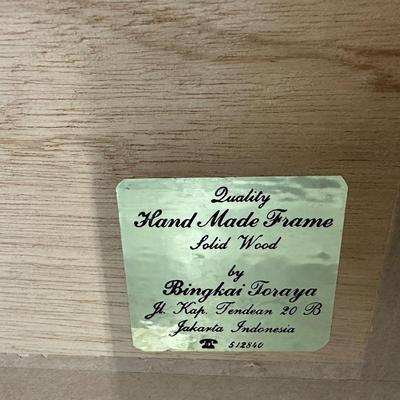 Quality
Hand Made Frame
Solid Wood
by
Bingkai Toraya
Jl. Kap. Tendean 20 B
Jakarta Indonesia
☎ 512840